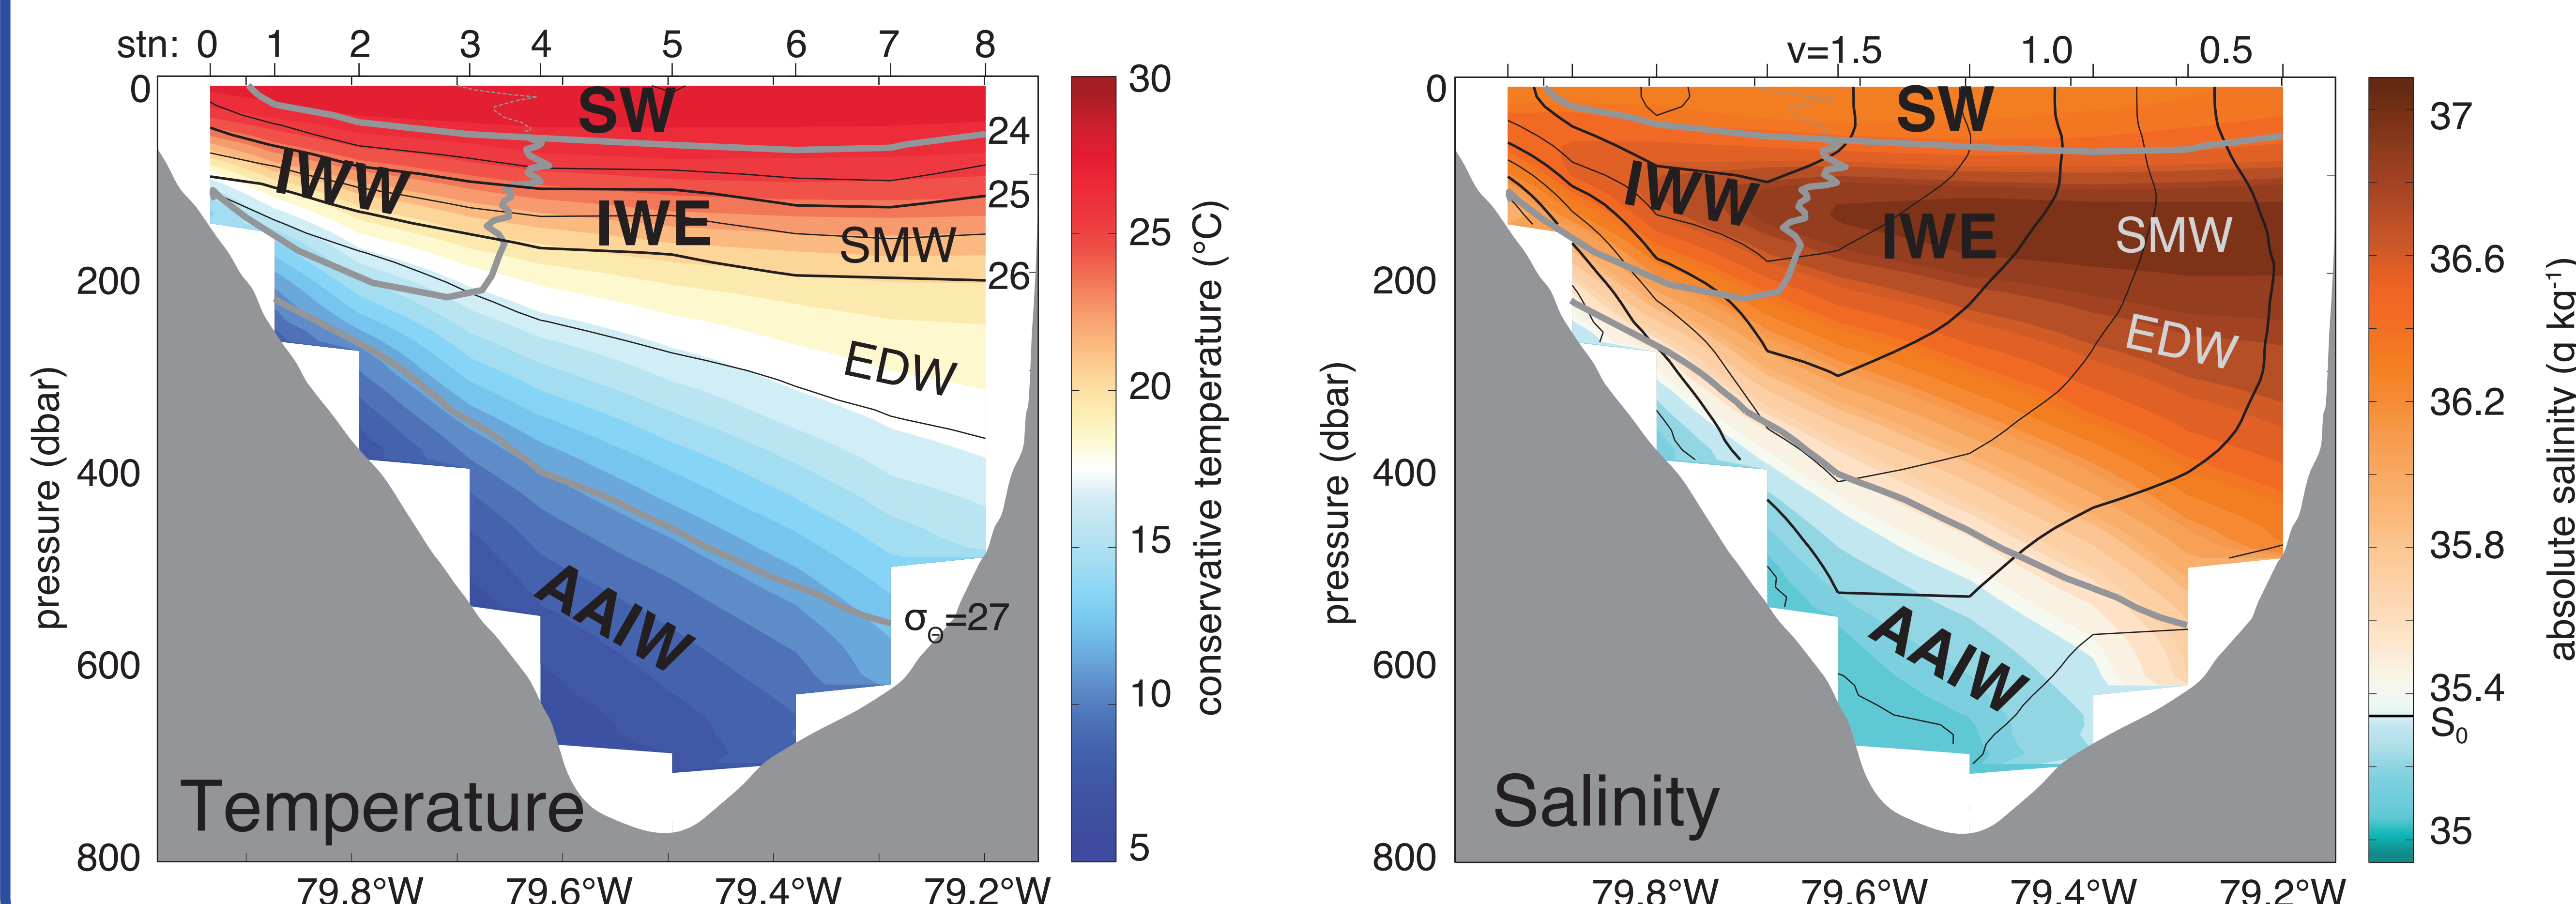 stn: 0 1 2 3 4 5 6 7 8
0
200
400
600
800
pressure (dbar)
SW
IWW
IWE
SMW
EDW
AAIW
24
25
26
σΘ=27
Temperature
79.8°W 79.6°W 79.4°W 79.2°W
30
25
20
15
10
5
conservative temperature (°C)
v=1.5 1.0 0.5
0
200
400
600
800
pressure (dbar)
SW
IWW
IWE
SMW
EDW
AAIW
Salinity
79.8°W 79.6°W 79.4°W 79.2°W
37
36.6
36.2
35.8
35.4
S0
35
absolute salinity (g kg-1)